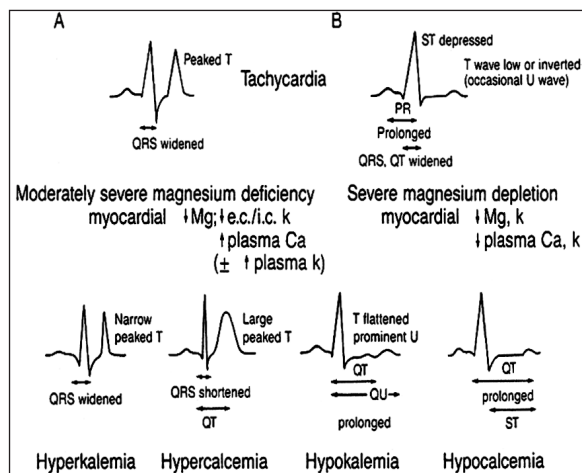 A
B
Peaked T
Tachycardia
QRS widened
ST depressed
T wave low or inverted
(occasional U wave)
PR
Prolonged
QRS, QT widened
Moderately severe magnesium deficiency
myocardial ↓Mg;↓e.c./i.c. k
↑plasma Ca
(± ↑ plasma k)
Severe magnesium depletion
myocardial ↓Mg, k
↓plasma Ca, k
Narrow
peaked T
QRS widened
Hyperkalemia
Large
peaked T
QRS shortened
QT
Hypercalcemia
T flattened
prominent U
QT
QU
prolonged
Hypokalemia
QT
prolonged
ST
Hypocalcemia